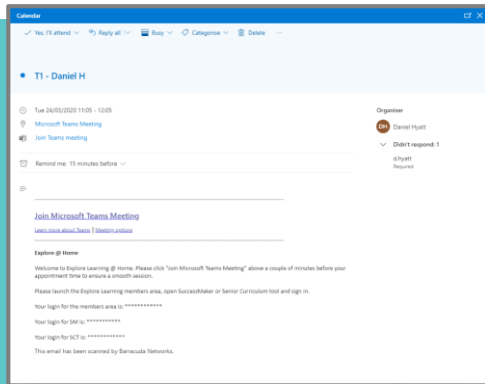 Calendar
Yes, I'll attend
Reply all
Busy
Categorise
Delete
T1 - Daniel H
Tue 24/03/2020 11:05 - 12:05
Microsoft Teams Meeting
Join Teams meeting
Remind me: 15 minutes before
Organiser
DH Daniel Hyatt
Didn't respond: 1
d.hyatt
Required
Join Microsoft Teams Meeting
Learn more about Teams | Meeting options
Explore @ Home
Welcome to Explore Learning @ Home. Please click "Join Microsoft Teams Meeting" above a couple of minutes before your
appointment time to ensure a smooth session.
Please launch the Explore Learning members area, open SuccessMaker or Senior Curriculum tool and sign in.
Your login for the members area is: ************
Your login for SM is: ***********
Your login for SCT is: ************
This email has been scanned by Barracuda Networks.